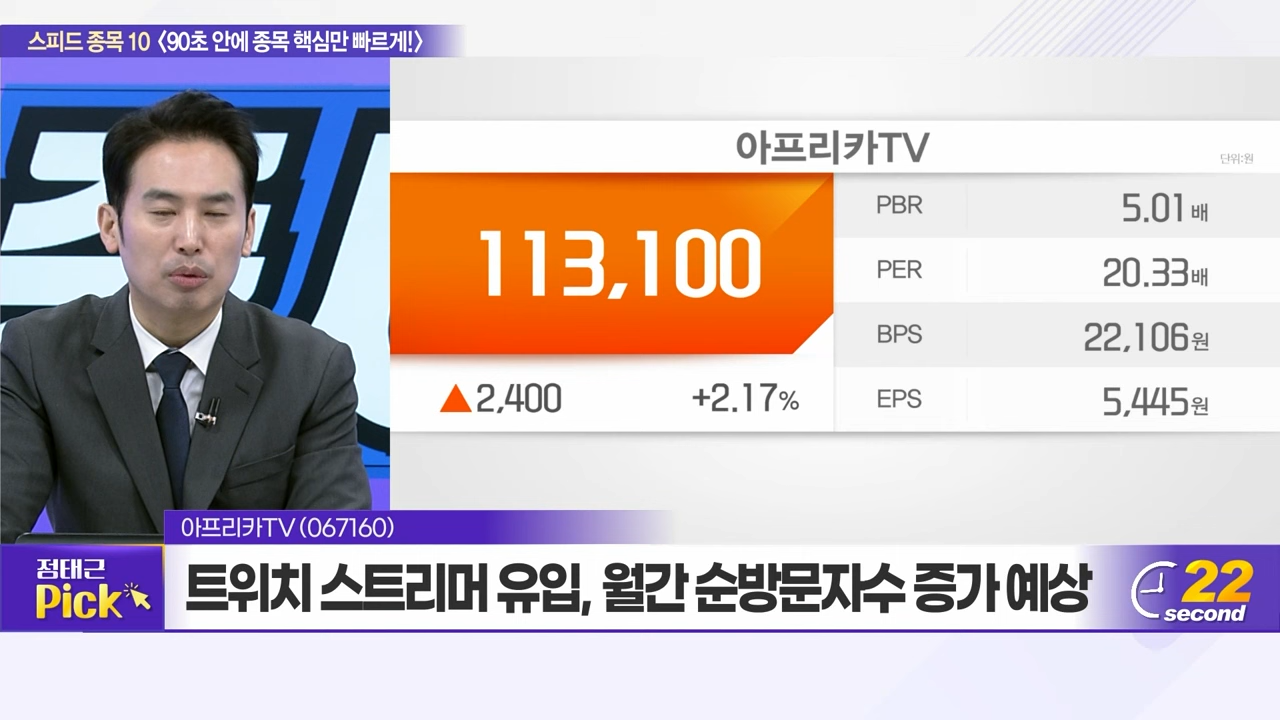 스피드 종목 10 <90초 안에 종목 핵심만 빠르게!>
아프리카TV
단위:원
113,100
▲2,400 +2.17%
PBR 5.01배
PER 20.33배
BPS 22,106원
EPS 5,445원
아프리카TV (067160)
정태근
Pick
트위치 스트리머 유입, 월간 순방문자수 증가 예상
22
second